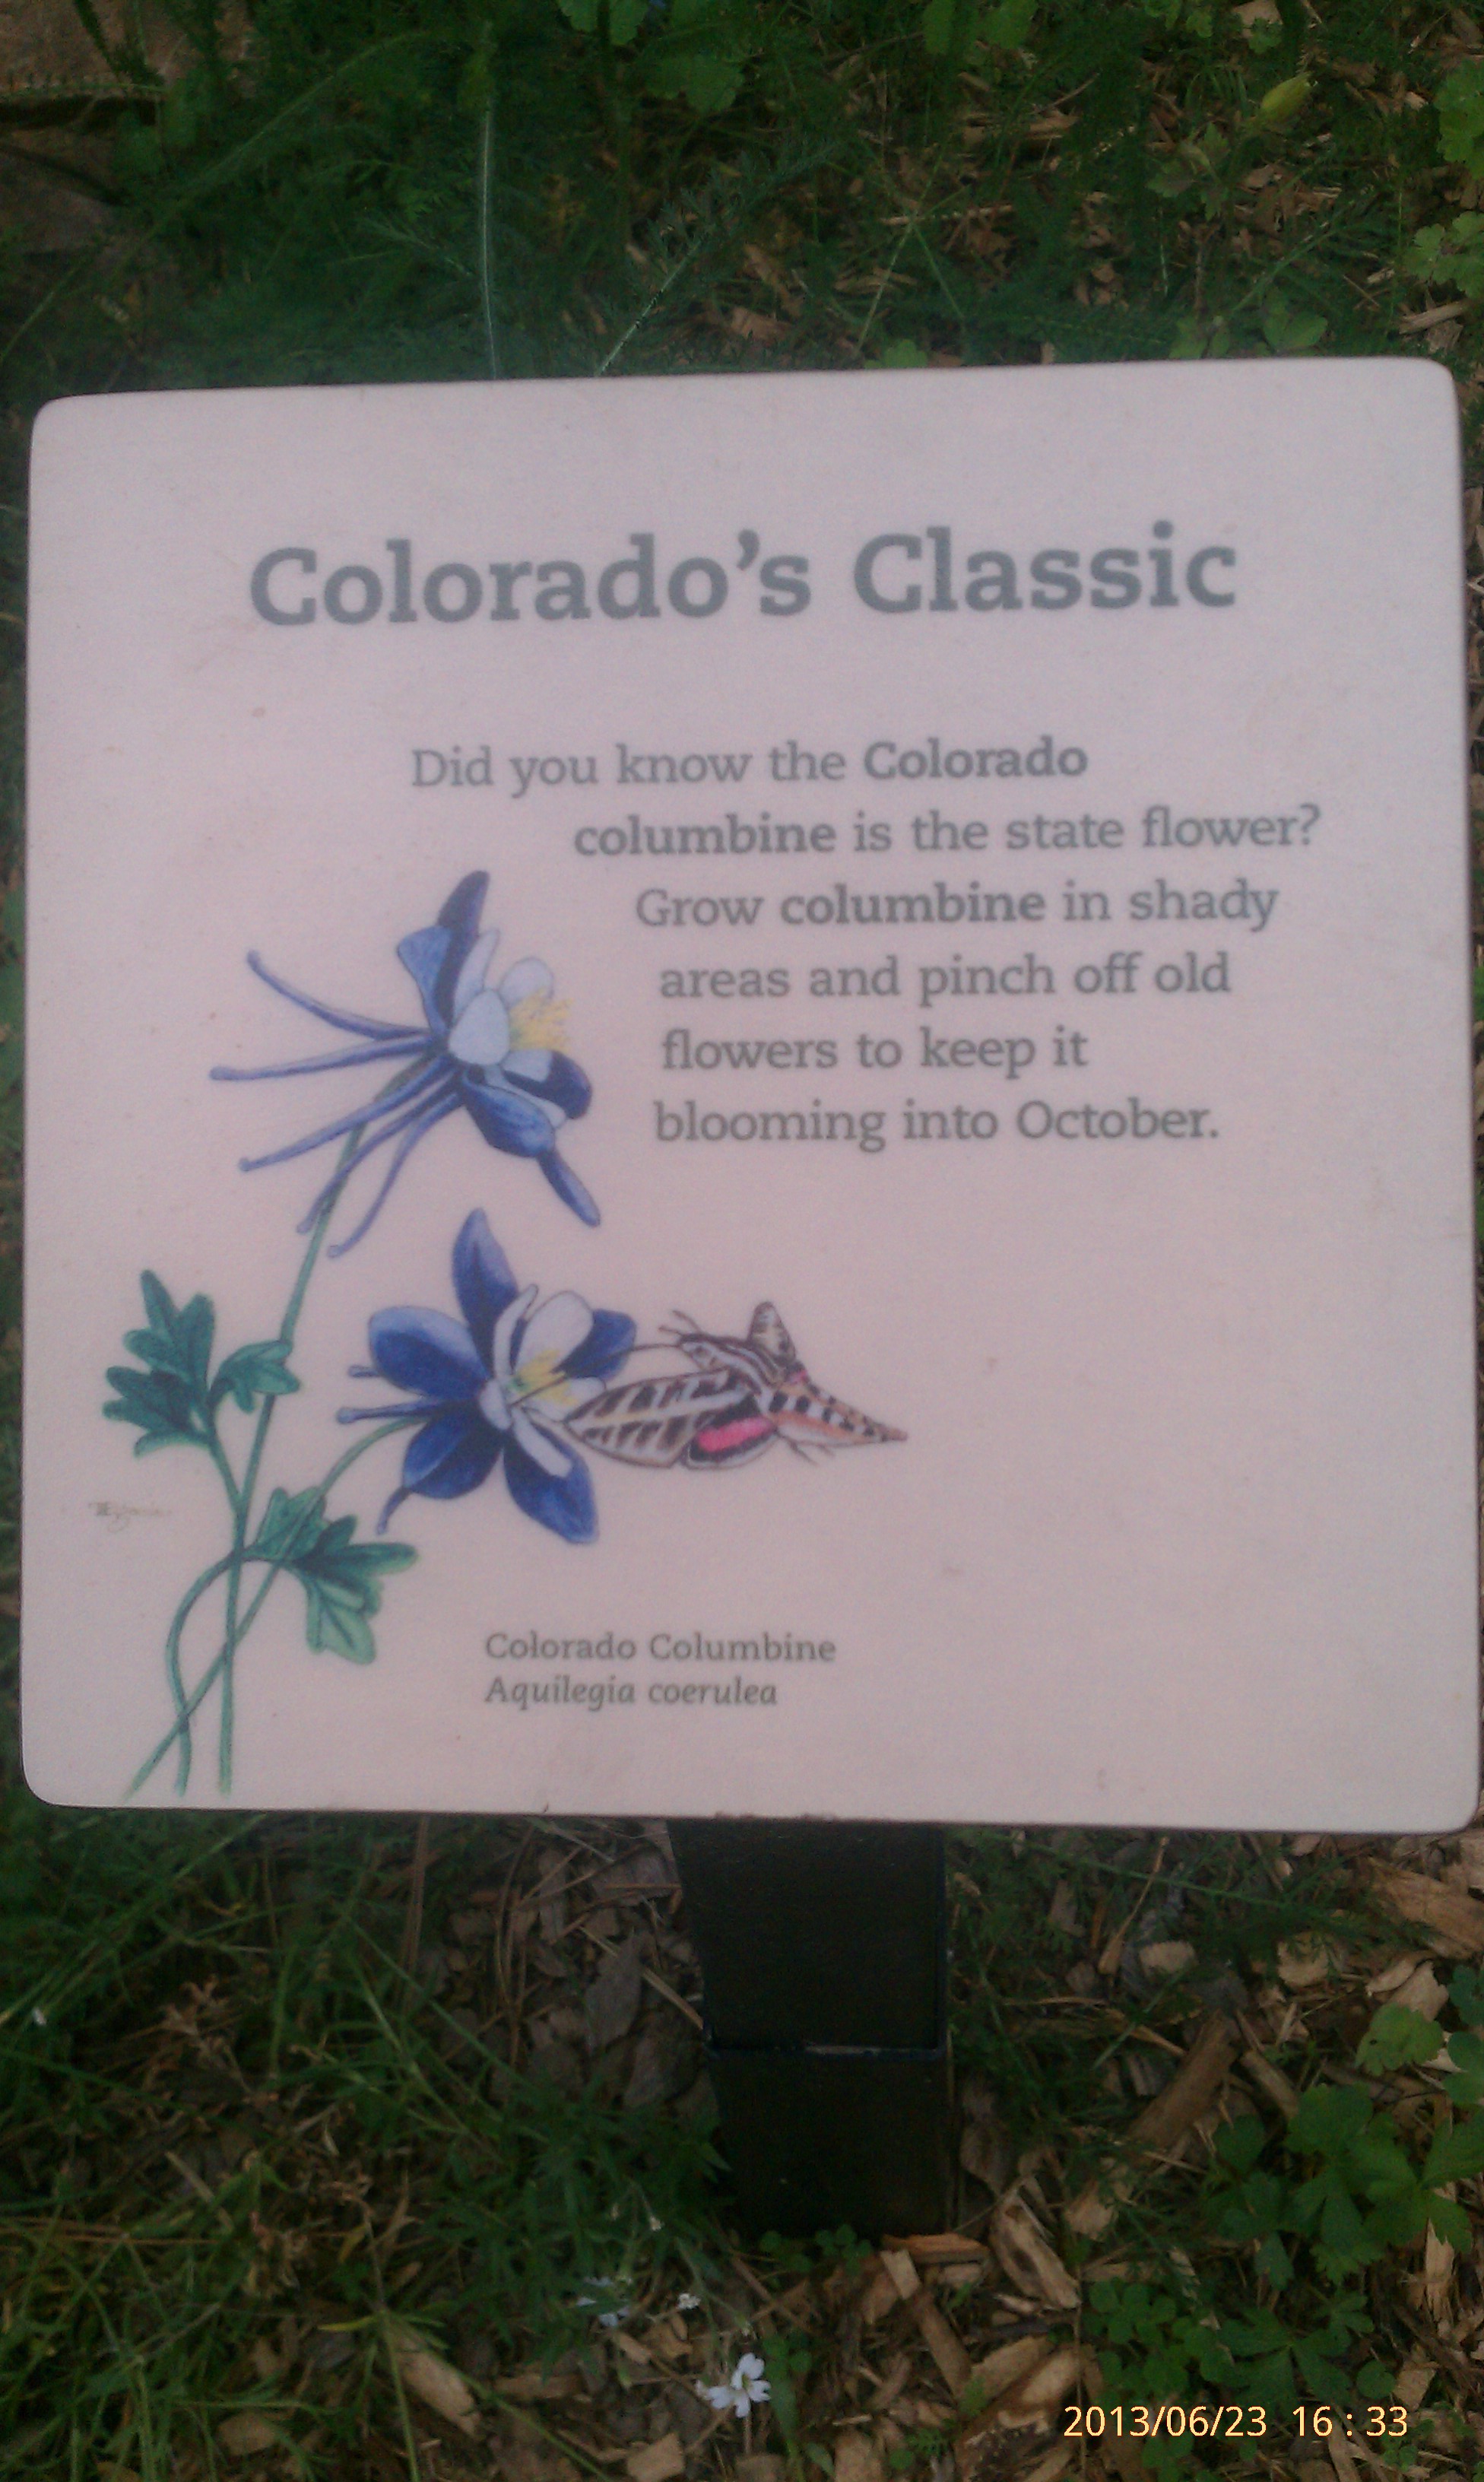 Colorado's Classic
Did you know the Colorado
columbine is the state flower?
Grow columbine in shady
areas and pinch off old
flowers to keep it
blooming into October.
Colorado Columbine
Aquilegia coerulea
2013/06/23 16:33